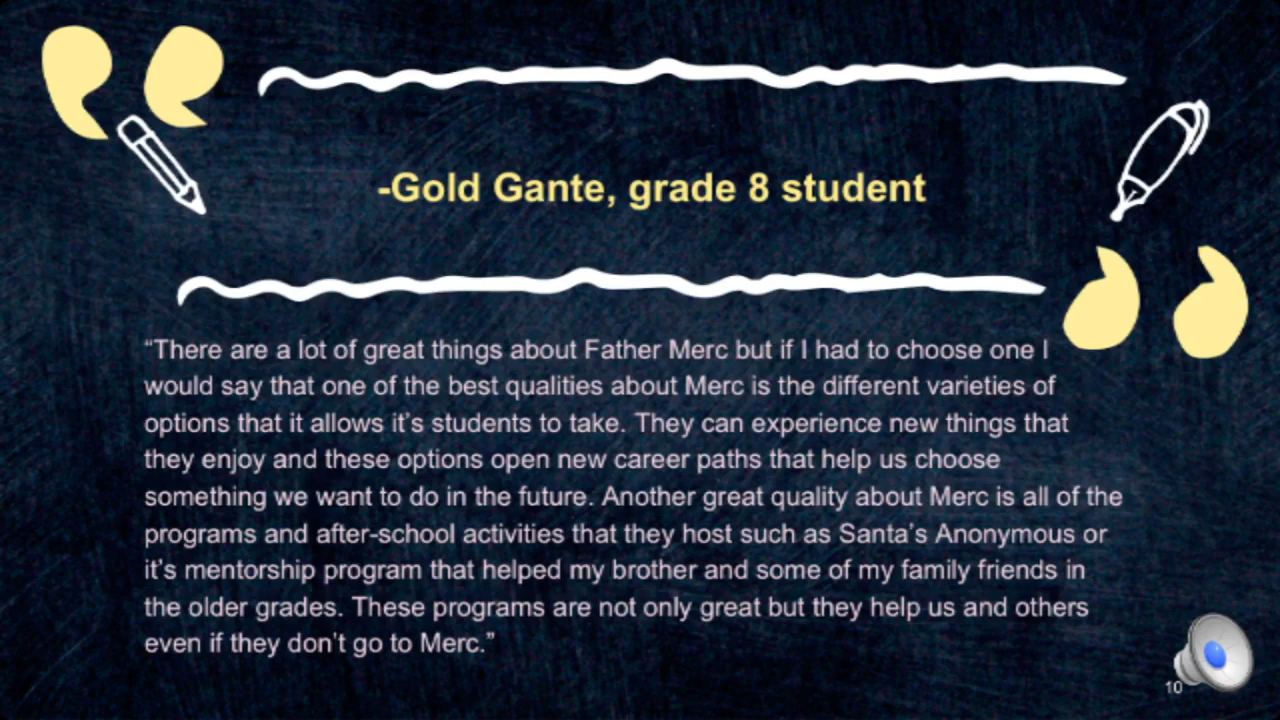 -Gold Gante, grade 8 student
“There are a lot of great things about Father Merc but if I had to choose one I
would say that one of the best qualities about Merc is the different varieties of
options that it allows it’s students to take. They can experience new things that
they enjoy and these options open new career paths that help us choose
something we want to do in the future. Another great quality about Merc is all of the
programs and after-school activities that they host such as Santa’s Anonymous or
it’s mentorship program that helped my brother and some of my family friends in
the older grades. These programs are not only great but they help us and others
even if they don’t go to Merc.”
10